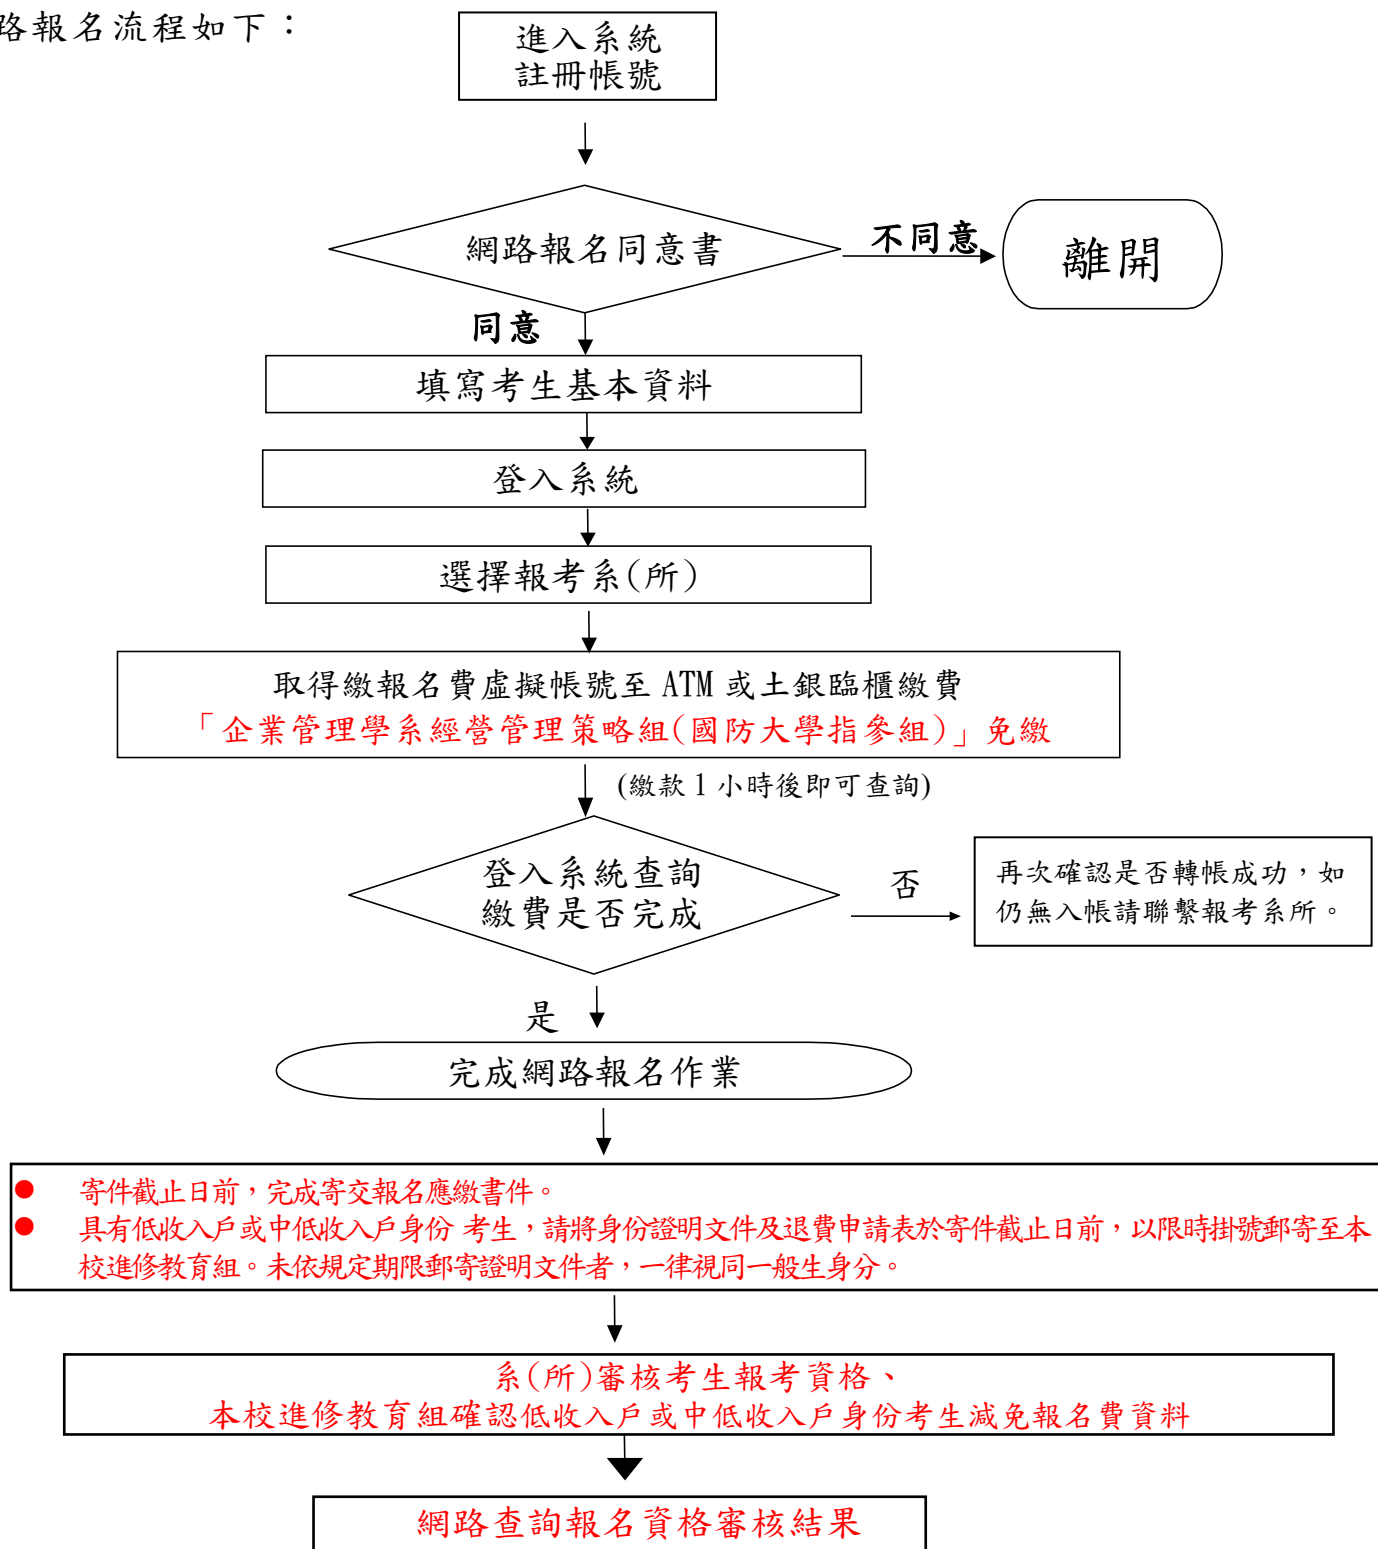 路報名流程如下：
進入系統
註冊帳號
網路報名同意書
不同意
離開
同意
填寫考生基本資料
登入系統
選擇報考系(所)
取得繳報名費虛擬帳號至 ATM 或土銀臨櫃繳費
「企業管理學系經營管理策略組(國防大學指參組)」免繳
(繳款 1 小時後即可查詢)
登入系統查詢
繳費是否完成
否
再次確認是否轉帳成功，如
仍無入帳請聯繫報考系所。
是
完成網路報名作業
● 寄件截止日前，完成寄交報名應繳書件。
● 具有低收入戶或中低收入戶身份 考生，請將身份證明文件及退費申請表於寄件截止日前，以限時掛號郵寄至本
校進修教育組。未依規定期限郵寄證明文件者，一律視同一般生身分。
系(所)審核考生報考資格、
本校進修教育組確認低收入戶或中低收入戶身份考生減免報名費資料
網路查詢報名資格審核結果